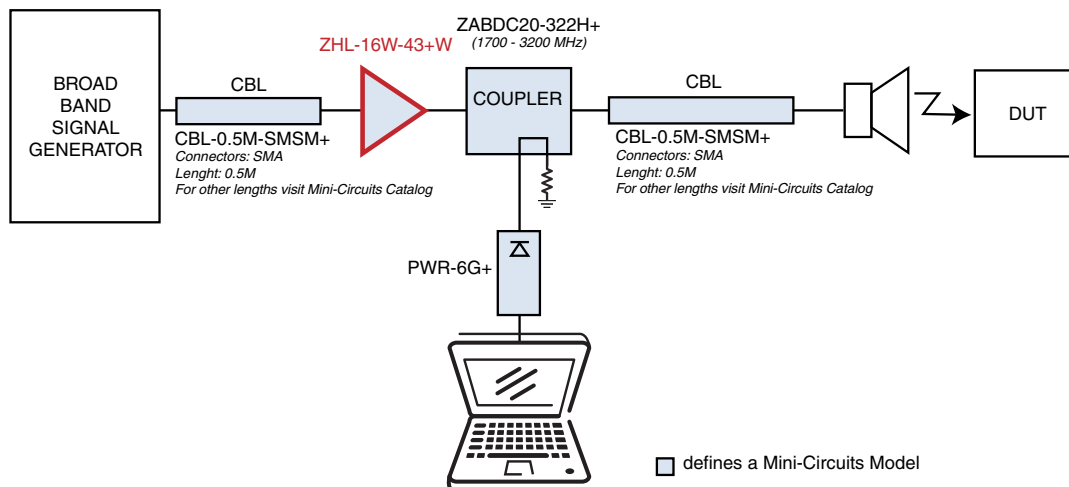 BROAD
BAND
SIGNAL
GENERATOR
CBL
CBL-0.5M-SMSM+
Connectors: SMA
Lenght: 0.5M
For other lengths visit Mini-Circuits Catalog
ZHL-16W-43+W
ZABDC20-322H+
(1700 - 3200 MHz)
COUPLER
CBL
CBL-0.5M-SMSM+
Connectors: SMA
Lenght: 0.5M
For other lengths visit Mini-Circuits Catalog
DUT
PWR-6G+
defines a Mini-Circuits Model